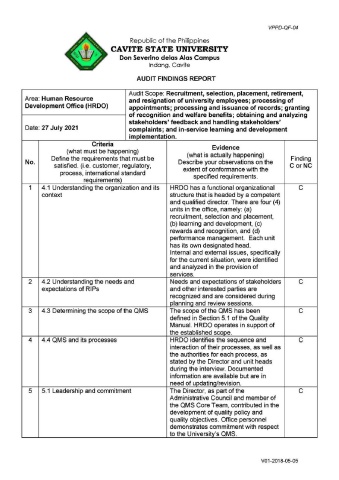 VPPD-QF-04
Republic of the Philippines
CAVITE STATE UNIVERSITY
Don Severino delas Alas Campus
Indang, Cavite
AUDIT FINDINGS REPORT
Area: Human Resource
Development Office (HRDO)
Date: 27 July 2021
Audit Scope: Recruitment, selection, placement, retirement,
and resignation of university employees; processing of
appointments; processing and issuance of records; granting
of recognition and welfare benefits; obtaining and analyzing
stakeholders' feedback and handling stakeholders'
complaints; and in-service learning and development
implementation.
No.
Criteria
(what must be happening)
Define the requirements that must be
satisfied. (i.e. customer, regulatory,
process, international standard
requirements)
Evidence
(what is actually happening)
Describe your observations on the
extent of conformance with the
specified requirements.
Finding
C or NC
1
4.1 Understanding the organization and its
context
HRDO has a functional organizational
structure that is headed by a competent
and qualified director. There are four (4)
units in the office, namely: (a)
recruitment, selection and placement,
(b) learning and development, (c)
rewards and recognition, and (d)
performance management. Each unit
has its own designated head.
Internal and external issues, specifically
for the current situation, were identified
and analyzed in the provision of
services.
C
2
4.2 Understanding the needs and
expectations of RIPs
Needs and expectations of stakeholders
and other interested parties are
recognized and are considered during
planning and review sessions.
C
3
4.3 Determining the scope of the QMS
The scope of the QMS has been
defined in Section 5.1 of the Quality
Manual. HRDO operates in support of
the established scope.
C
4
4.4 QMS and its processes
HRDO identifies the sequence and
interaction of their processes, as well as
the authorities for each process, as
stated by the Director and unit heads
during the interview. Documented
information are available but are in
need of updating/revision.
C
5
5.1 Leadership and commitment
The Director, as part of the
Administrative Council and member of
the QMS Core Team, contributed in the
development of quality policy and
quality objectives. Office personnel
demonstrates commitment with respect
to the University's QMS.
C
V01-2018-05-05